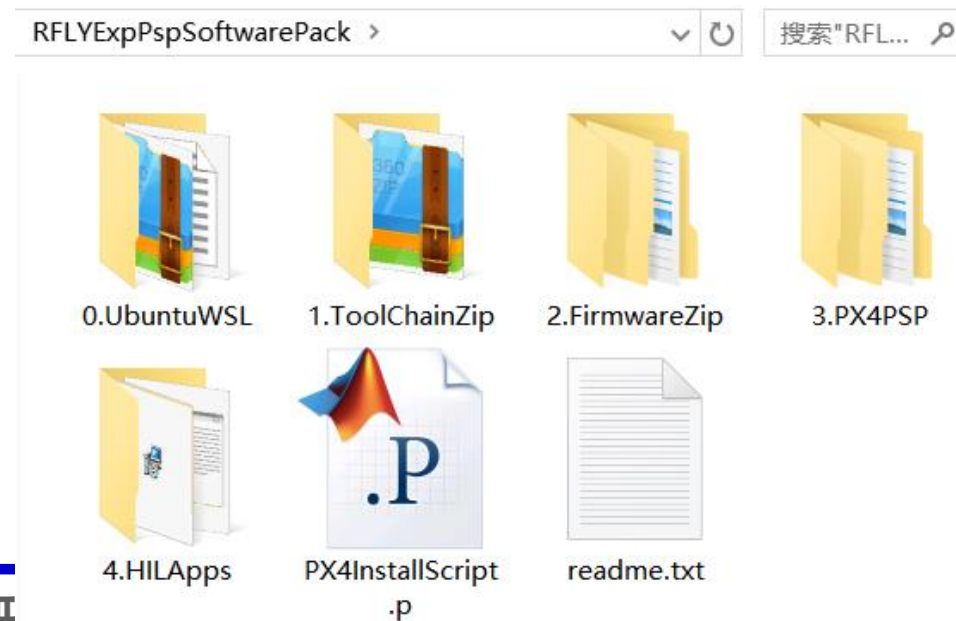 RFLYExpPspSoftwarePack >
搜索"RFL...
0.UbuntuWSL
1.ToolChainZip
2.FirmwareZip
3.PX4PSP
.P
4.HILApps
PX4InstallScript
.p
readme.txt